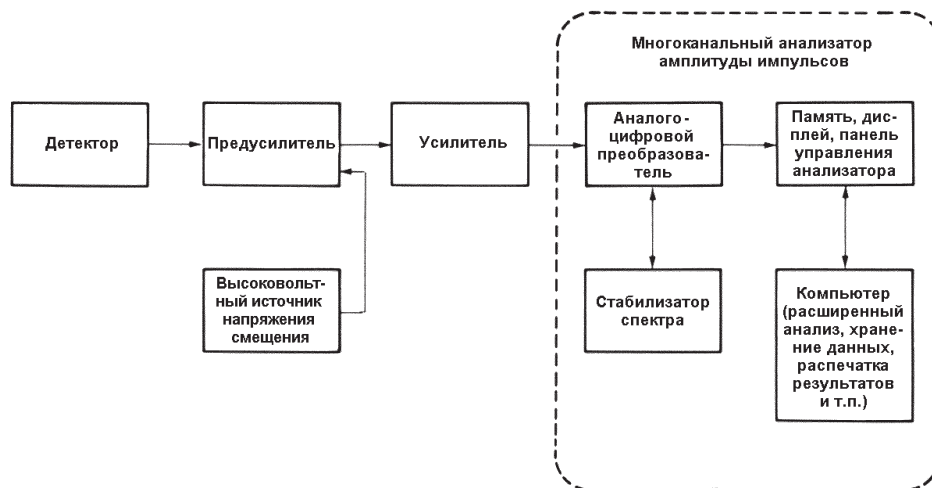 Многоканальный анализатор
амплитуды импульсов
Детектор
Предусилитель
Усилитель
Аналого-
цифровой
преобразова-
тель
Память, дис-
плей, панель
управления
анализатора
Высоковольт-
ный источник
напряжения
смещения
Стабилизатор
спектра
Компьютер
(расширенный
анализ, хране-
ние данных,
распечатка
результатов
и т.п.)